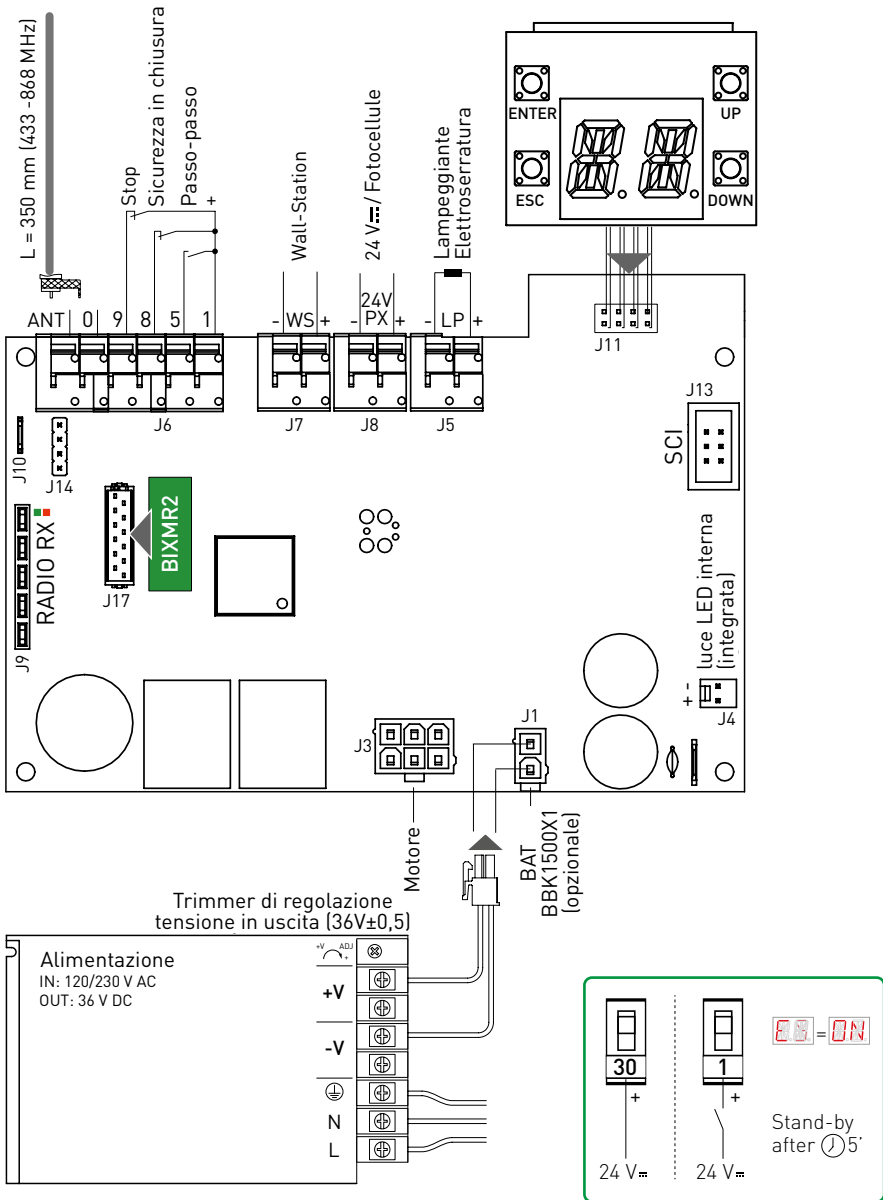 L = 350 mm (433 -868 MHz)
Stop
Sicurezza in chiusura
Passo-passo
+
Wall-Station
24 V⎓ / Fotocellule
Lampeggiante
Elettroserratura
ENTER
UP
ESC
DOWN
ANT 0 9 8 5 1
- WS +
24V
- PX +
- LP +
J6
J7
J8
J5
J11
J13
SCI
J10
J14
RADIO RX
J9
J17
BIXMR2
luce LED interna
(integrata)
+ -
J4
J3
J1
Motore
BAT
BBK1500X1
(opzionale)
Trimmer di regolazione
tensione in uscita (36V±0,5)
Alimentazione
IN: 120/230 V AC
OUT: 36 V DC
+V ADJ
+
+V
-V
N
L
30
+
24 V⎓
1
+
24 V⎓
E3 = ON
Stand-by
after 5'